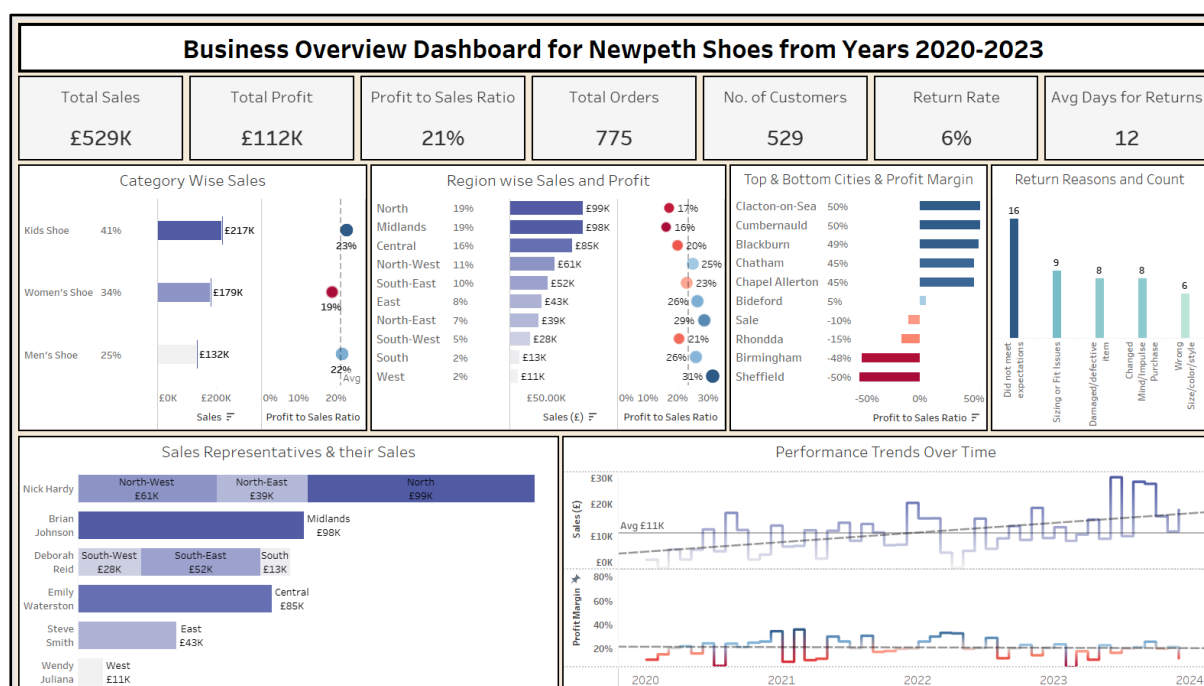 Business Overview Dashboard for Newpeth Shoes from Years 2020-2023
Total Sales
£529K
Total Profit
£112K
Profit to Sales Ratio
21%
Total Orders
775
No. of Customers
529
Return Rate
6%
Avg Days for Returns
12
Category Wise Sales
Kids Shoe 41% £217K 23%
Women's Shoe 34% £179K 19%
Men's Shoe 25% £132K 22%
Avg
£0K £200K 0% 10% 20%
Sales Profit to Sales Ratio
Region wise Sales and Profit
North 19% £99K 17%
Midlands 19% £98K 16%
Central 16% £85K 20%
North-West 11% £61K 25%
South-East 10% £52K 23%
East 8% £43K 26%
North-East 7% £39K 29%
South-West 5% £28K 21%
South 2% £13K 26%
West 2% £11K 31%
£50.00K 0% 10% 20% 30%
Sales (£) Profit to Sales Ratio
Top & Bottom Cities & Profit Margin
Clacton-on-Sea 50%
Cumbernauld 50%
Blackburn 49%
Chatham 45%
Chapel Allerton 45%
Bideford 5%
Sale -10%
Rhondda -15%
Birmingham -48%
Sheffield -50%
-50% 0% 50%
Profit to Sales Ratio
Return Reasons and Count
16
9
8
8
6
Did not meet
expectations
Sizing or Fit Issues
Damaged/defective
item
Changed
Mind/Impulse
Purchase
Wrong
Size/color/style
Sales Representatives & their Sales
Nick Hardy
North-West
£61K
North-East
£39K
North
£99K
Brian
Johnson
Midlands
£98K
Deborah
Reid
South-West
£28K
South-East
£52K
South
£13K
Emily
Waterston
Central
£85K
Steve
Smith
East
£43K
Wendy
Juliana
West
£11K
Performance Trends Over Time
Sales (£)
£30K
£20K
£10K
£0K
Avg £11K
Profit Margin
80%
60%
40%
20%
2020 2021 2022 2023 2024